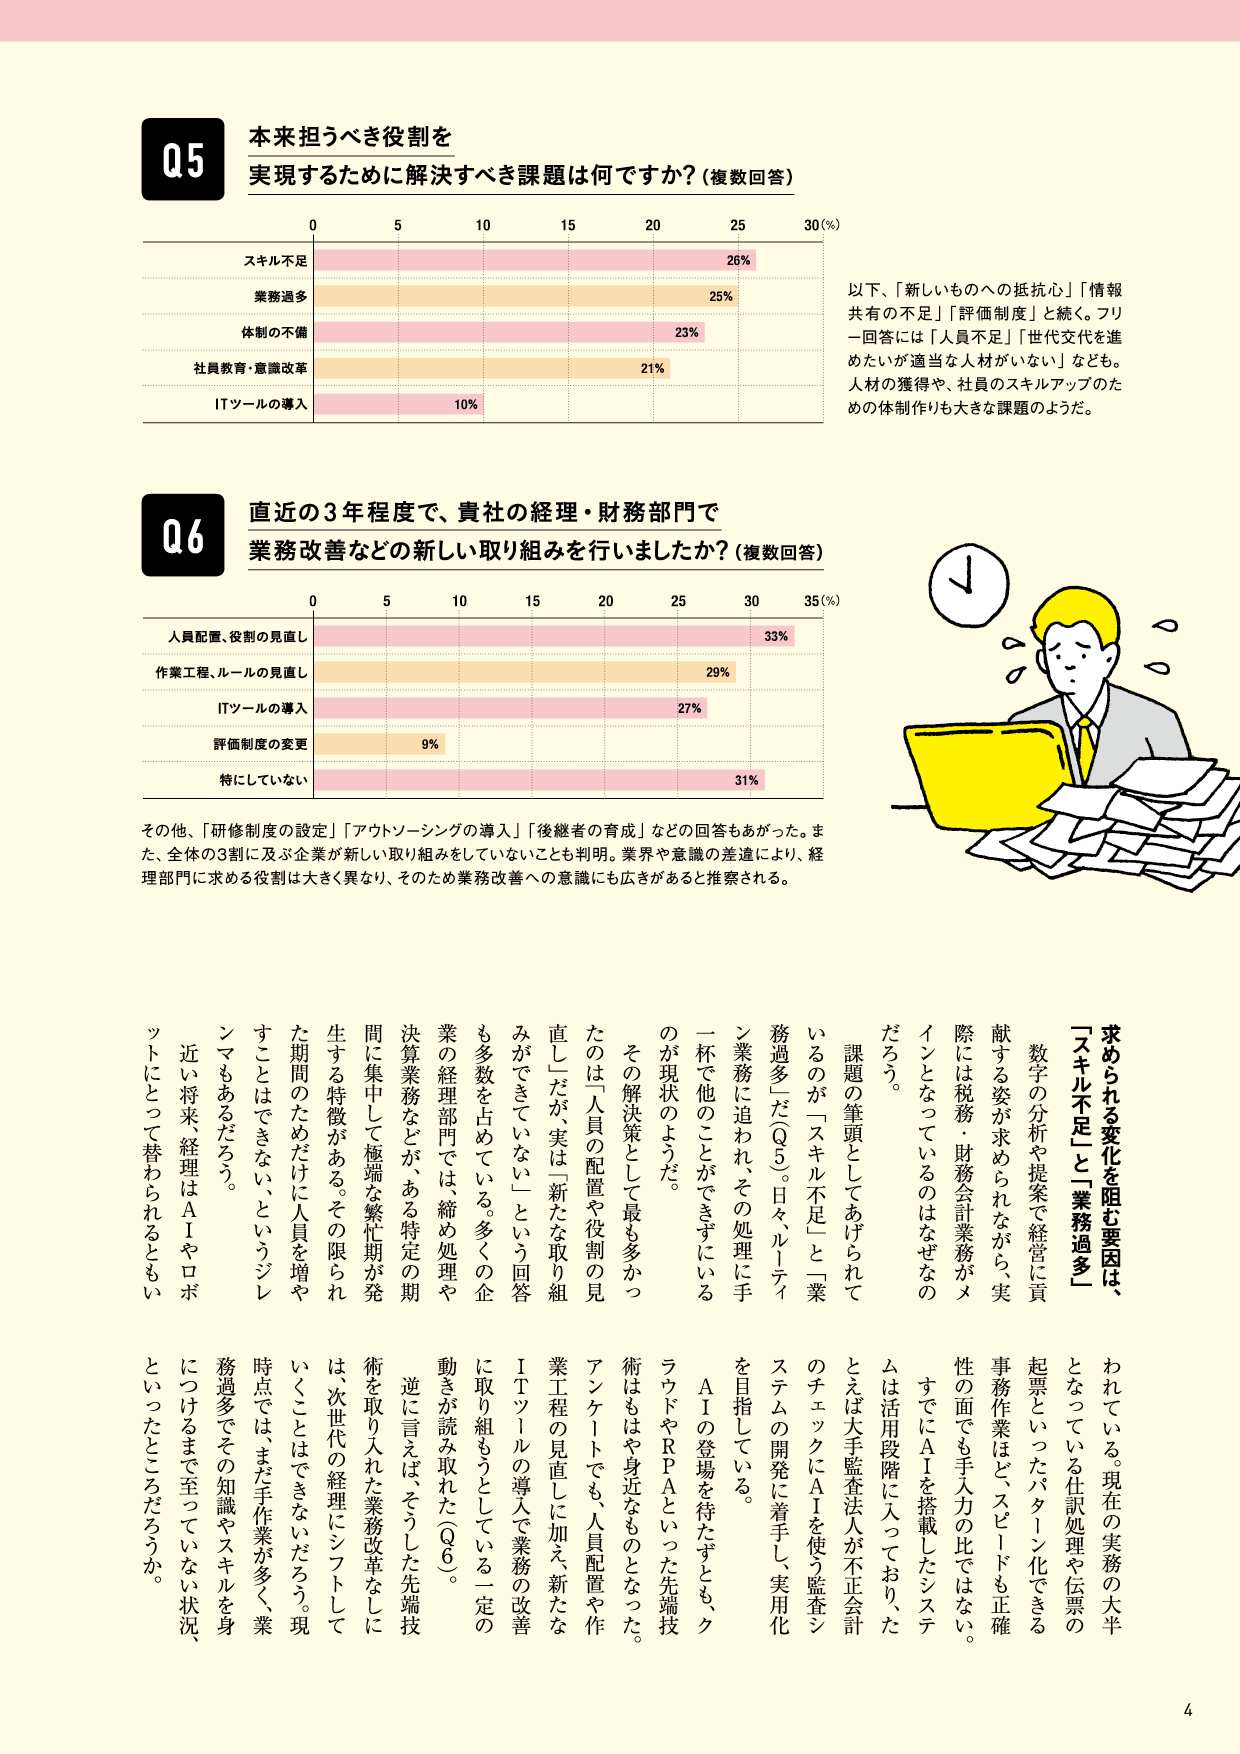 Q5
本来担うべき役割を
実現するために解決すべき課題は何ですか?(複数回答)
0 5 10 15 20 25 30(%)
スキル不足 26%
業務過多 25%
体制の不備 23%
社員教育・意識改革 21%
ITツールの導入 10%
以下、「新しいものへの抵抗心」「情報
共有の不足」「評価制度」と続く。フリ
ー回答には「人員不足」「世代交代を進
めたいが適当な人材がいない」なども。
人材の獲得や、社員のスキルアップのた
めの体制作りも大きな課題のようだ。
Q6
直近の3年程度で、貴社の経理・財務部門で
業務改善などの新しい取り組みを行いましたか?(複数回答)
0 5 10 15 20 25 30 35(%)
人員配置、役割の見直し 33%
作業工程、ルールの見直し 29%
ITツールの導入 27%
評価制度の変更 9%
特にしていない 31%
その他、「研修制度の設定」「アウトソーシングの導入」「後継者の育成」などの回答もあがった。ま
た、全体の3割に及ぶ企業が新しい取り組みをしていないことも判明。業界や意識の差違により、経
理部門に求める役割は大きく異なり、そのため業務改善への意識にも広きがあると推察される。
求められる変化を阻む要因は、
「スキル不足」と「業務過多」
数字の分析や提案で経営に貢
献する姿が求められながら、実
際には税務・財務会計業務がメ
インとなっているのはなぜなの
だろう。
課題の筆頭としてあげられて
いるのが「スキル不足」と「業
務過多」だ(Q5)。日々、ルーティ
ン業務に追われ、その処理に手
一杯で他のことができずにいる
のが現状のようだ。
その解決策として最も多かっ
たのは「人員の配置や役割の見
直し」だが、実は「新たな取り組
みができていない」という回答
も多数を占めている。多くの企
業の経理部門では、締め処理や
決算業務などが、ある特定の期
間に集中して極端な繁忙期が発
生する特徴がある。その限られ
た期間のためだけに人員を増や
すことはできない、というジレ
ンマもあるだろう。
近い将来、経理はAIやロボ
ットにとって替わられるともい
われている。現在の実務の大半
となっている仕訳処理や伝票の
起票といったパターン化できる
事務作業ほど、スピードも正確
性の面でも手入力の比ではない。
すでにAIを搭載したシステ
ムは活用段階に入っており、た
とえば大手監査法人が不正会計
のチェックにAIを使う監査シ
ステムの開発に着手し、実用化
を目指している。
AIの登場を待たずとも、ク
ラウドやRPAといった先端技
術はもはや身近なものとなった。
アンケートでも、人員配置や作
業工程の見直しに加え、新たな
ITツールの導入で業務の改善
に取り組もうとしている一定の
動きが読み取れた(Q6)。
逆に言えば、そうした先端技
術を取り入れた業務改革なしに
は、次世代の経理にシフトして
いくことはできないだろう。現
時点では、まだ手作業が多く、業
務過多でその知識やスキルを身
につけるまで至っていない状況、
といったところだろうか。
4